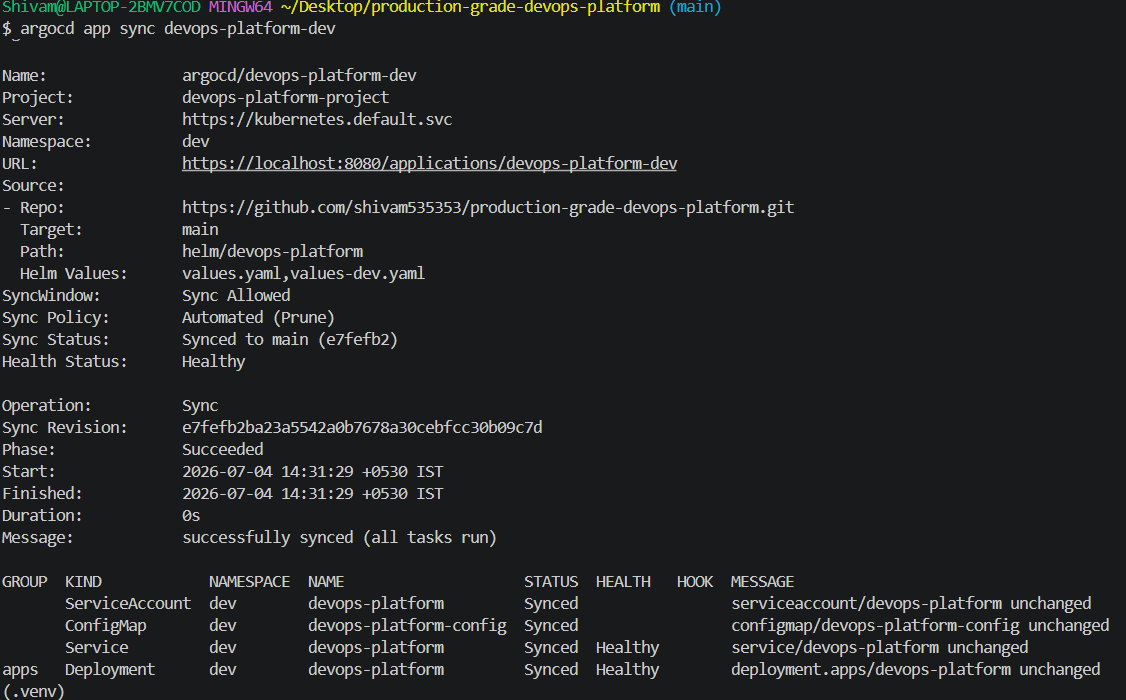 Shivam@LAPTOP-2BMV7COD MINGW64 ~/Desktop/production-grade-devops-platform (main)
$ argocd app sync devops-platform-dev
Name: argocd/devops-platform-dev
Project: devops-platform-project
Server: https://kubernetes.default.svc
Namespace: dev
URL: https://localhost:8080/applications/devops-platform-dev
Source:
- Repo: https://github.com/shivam535353/production-grade-devops-platform.git
Target: main
Path: helm/devops-platform
Helm Values: values.yaml,values-dev.yaml
SyncWindow: Sync Allowed
Sync Policy: Automated (Prune)
Sync Status: Synced to main (e7fefb2)
Health Status: Healthy
Operation: Sync
Sync Revision: e7fefb2ba23a5542a0b7678a30cebfcc30b09c7d
Phase: Succeeded
Start: 2026-07-04 14:31:29 +0530 IST
Finished: 2026-07-04 14:31:29 +0530 IST
Duration: 0s
Message: successfully synced (all tasks run)
GROUP KIND NAMESPACE NAME STATUS HEALTH HOOK MESSAGE
ServiceAccount dev devops-platform Synced serviceaccount/devops-platform unchanged
ConfigMap dev devops-platform-config Synced configmap/devops-platform-config unchanged
Service dev devops-platform Synced Healthy service/devops-platform unchanged
apps Deployment dev devops-platform Synced Healthy deployment.apps/devops-platform unchanged
(.venv)